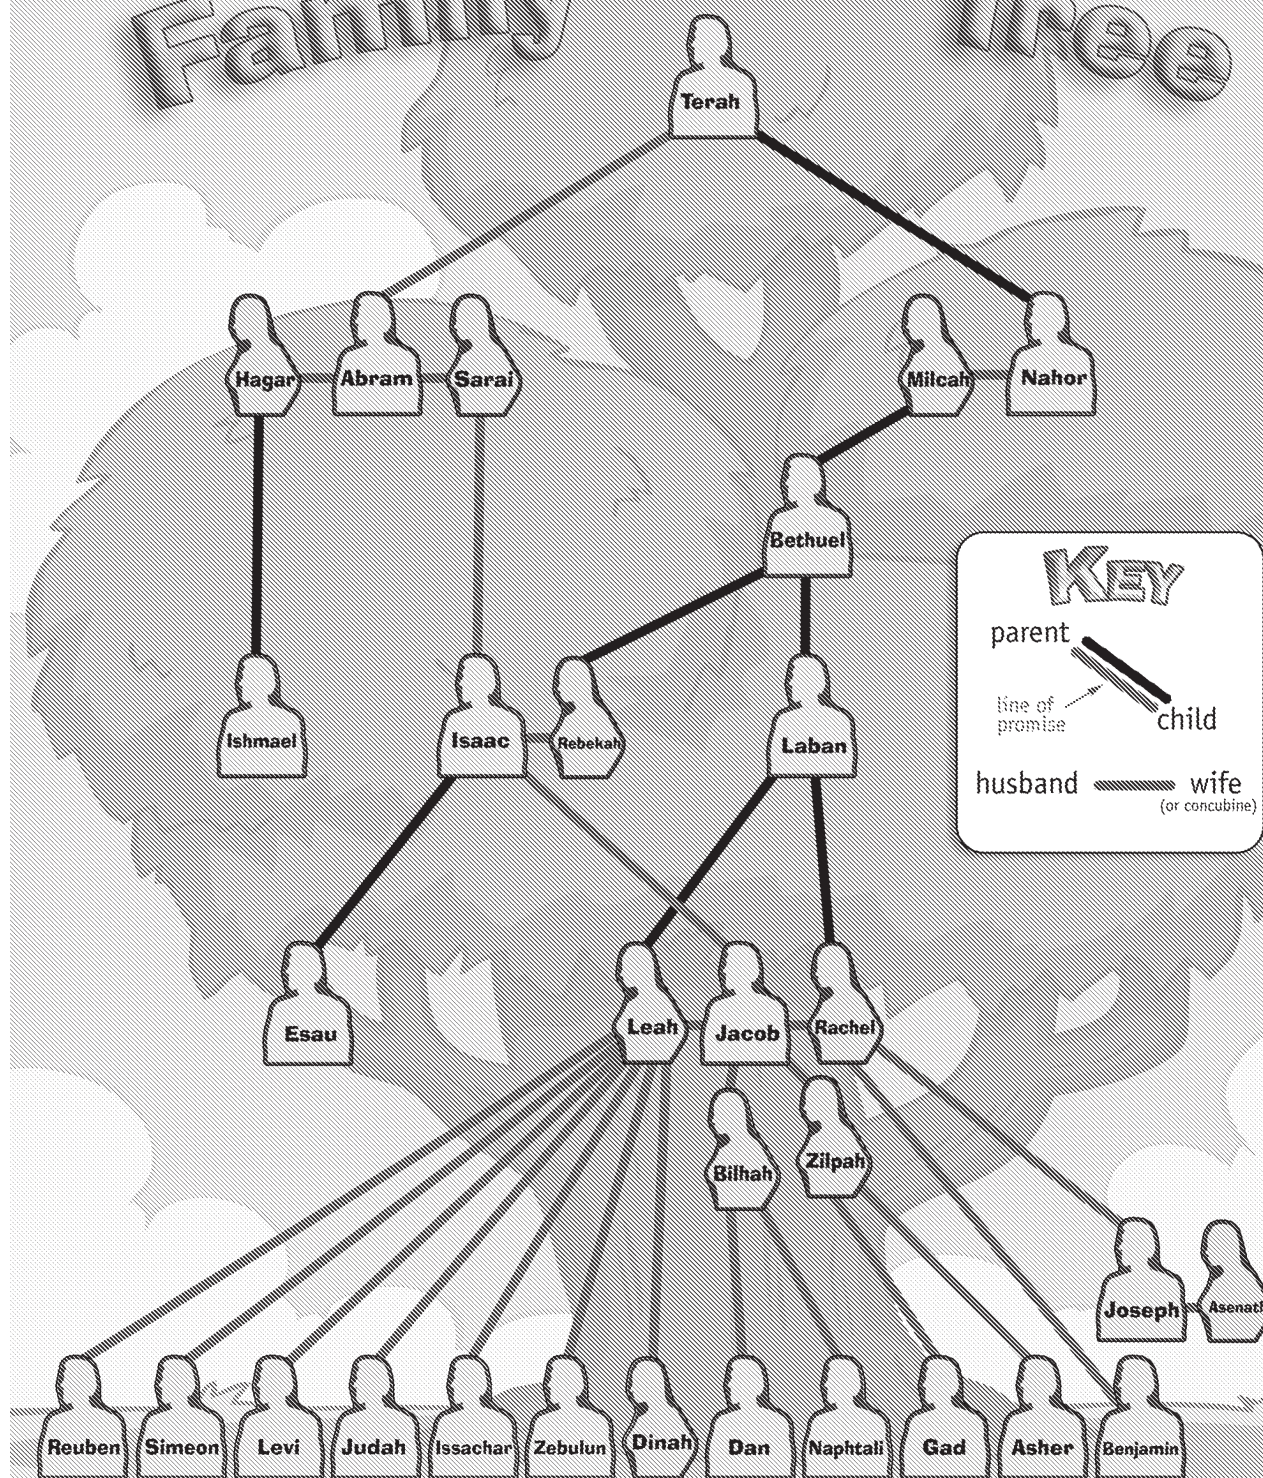 Family Tree
Terah
Hagar Abram Sarai Milcah Nahor
Bethuel
KEY
parent
line of
promise
child
husband wife
(or concubine)
Ishmael Isaac Rebekah Laban
Esau Leah Jacob Rachel
Bilhah Zilpah
Joseph Asenath
Reuben Simeon Levi Judah Issachar Zebulun Dinah Dan Naphtali Gad Asher Benjamin